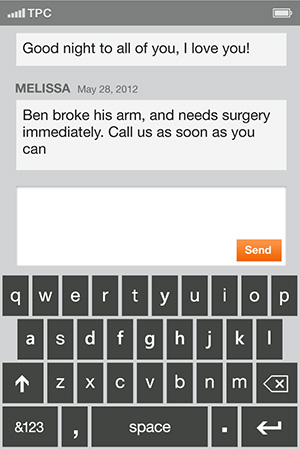 TPC
Good night to all of you, I love you!
MELISSA May 28, 2012
Ben broke his arm, and needs surgery
immediately. Call us as soon as you
can
Send
q w e r t y u i o p
a s d f g h j k l
z x c v b n m
&123 , space .